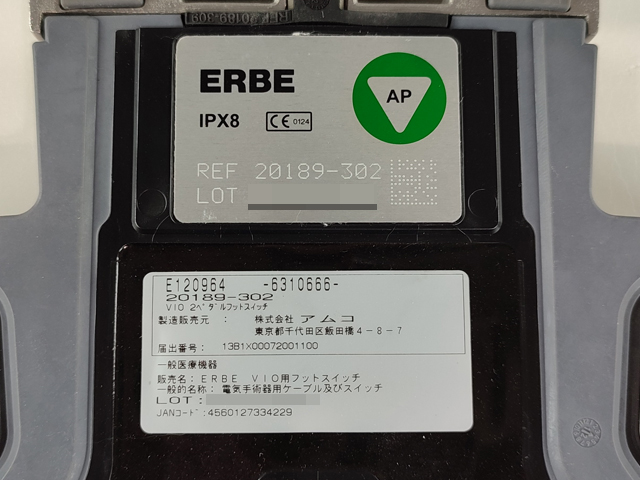 20189-302
ERBE
AP
IPX8
CE 0124
REF 20189-302
LOT
E120964 -6310666-
20189-302
VIO 2ペダルフットスイッチ
製造販売元 : 株式会社 アムコ
東京都千代田区飯田橋4-8-7
届出番号: 13B1X00072001100
一般医療機器
販売名: ERBE VIO用フットスイッチ
一般的名称: 電気手術器用ケーブル及びスイッチ
LOT:
JANコード: 4560127334229